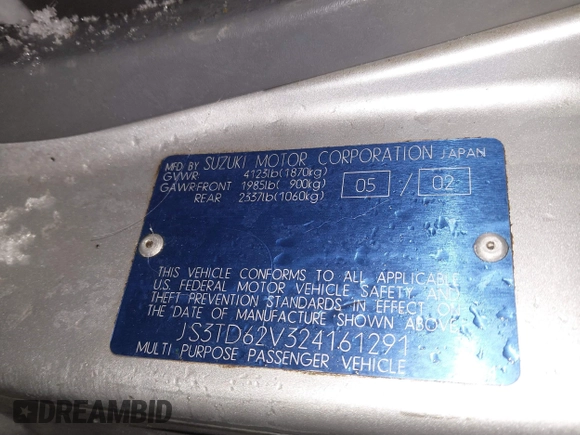 MFD BY SUZUKI MOTOR CORPORATION JAPAN
GVWR 4123lb(1870kg)
GAWRFRONT 1985lb( 900kg) 05 / 02
REAR 2337lb(1060kg)
THIS VEHICLE CONFORMS TO ALL APPLICABLE
U.S. FEDERAL MOTOR VEHICLE SAFETY AND
THEFT PREVENTION STANDARDS IN EFFECT ON
THE DATE OF MANUFACTURE SHOWN ABOVE
JS3TD62V324161291
MULTI PURPOSE PASSENGER VEHICLE
DREAMBID